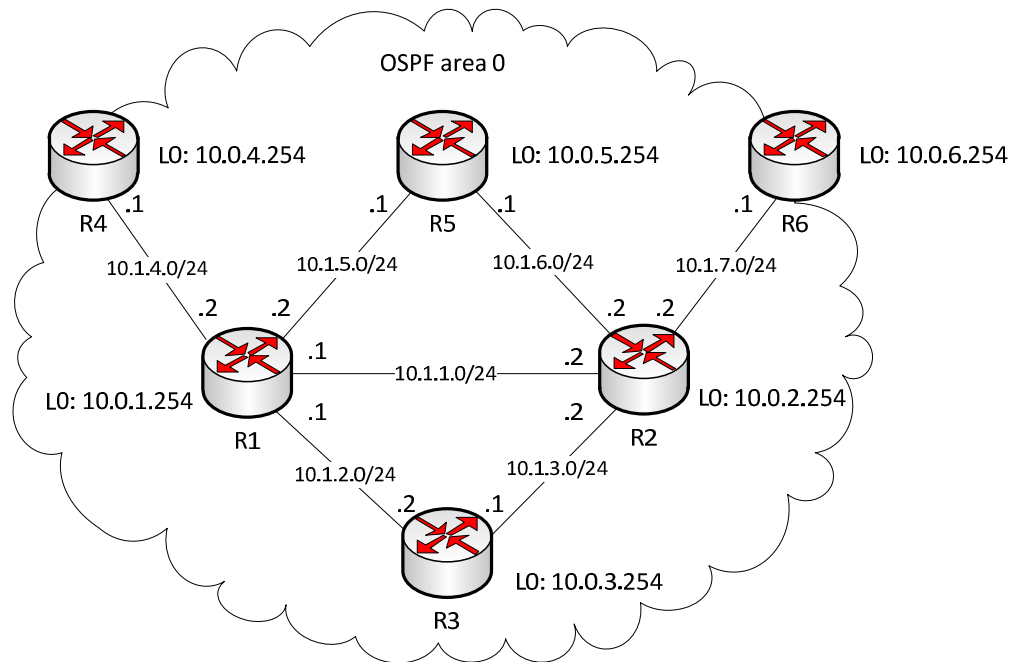 OSPF area 0
L0: 10.0.4.254
L0: 10.0.5.254
L0: 10.0.6.254
.1
R4
.1
R5
.1
.1
R6
10.1.4.0/24
10.1.5.0/24
10.1.6.0/24
10.1.7.0/24
.2
.2
.2
.2
.1
10.1.1.0/24
.2
L0: 10.0.1.254
L0: 10.0.2.254
R1
.1
.2
R2
10.1.2.0/24
10.1.3.0/24
.2
.1
L0: 10.0.3.254
R3